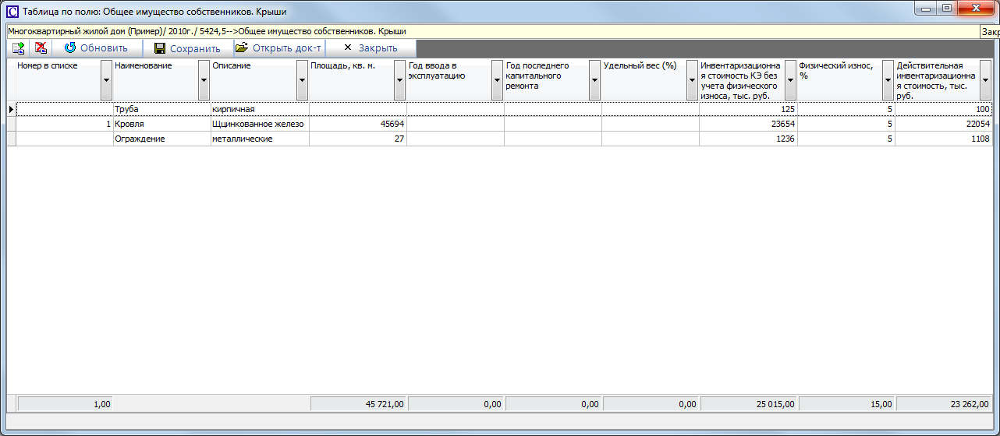 C Таблица по полю: Общее имущество собственников. Крыши
Многоквартирный жилой дом (Пример)/ 2010г./ 5424,5-->Общее имущество собственников. Крыши
Закр
Обновить Сохранить Открыть док-т Закрыть
Номер в списке Наименование Описание Площадь, кв. м. Год ввода в Год последнего Удельный вес (%) Инвентаризационна Физический износ, Действительная
эксплуатацию капитального я стоимость КЭ без % инвентаризационна
ремонта учета физического я стоимость, тыс.
износа, тыс. руб. руб.
Труба кирпичная 125 5 100
1 Кровля Щцинкованное железо 45694 23654 5 22054
Ограждение металлические 27 1236 5 1108
1,00 45 721,00 0,00 0,00 0,00 25 015,00 15,00 23 262,00